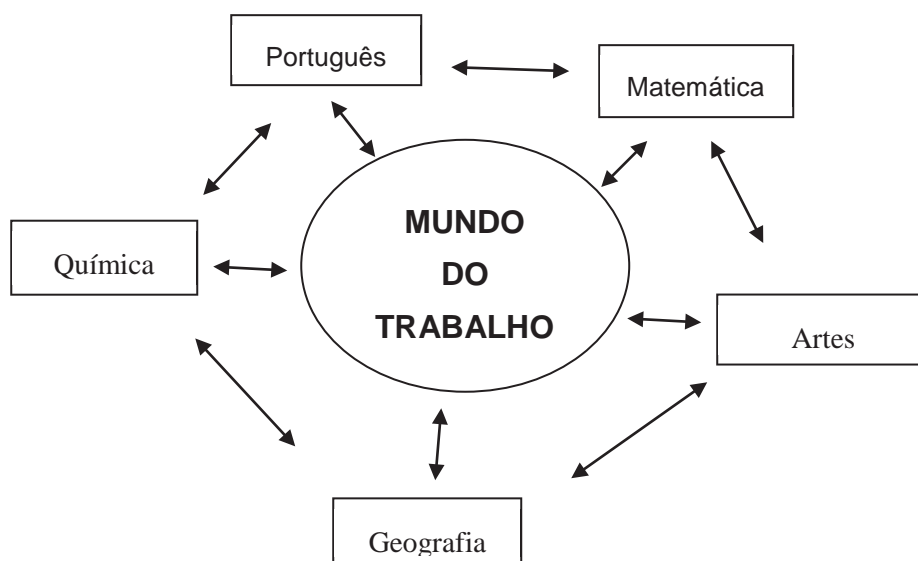 Português
Matemática
MUNDO
DO
TRABALHO
Química
Artes
Geografia